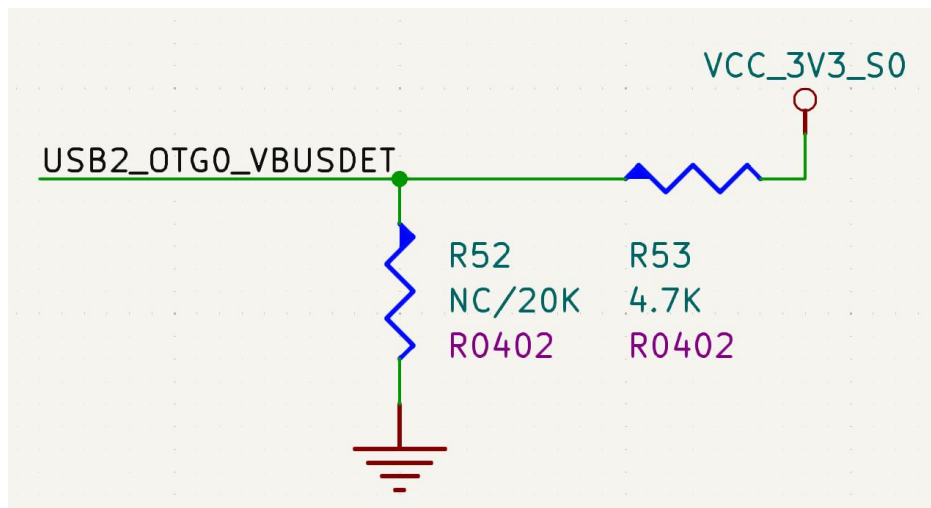 VCC_3V3_S0
USB2_OTG0_VBUSDET
R52
NC/20K
R0402
R53
4.7K
R0402